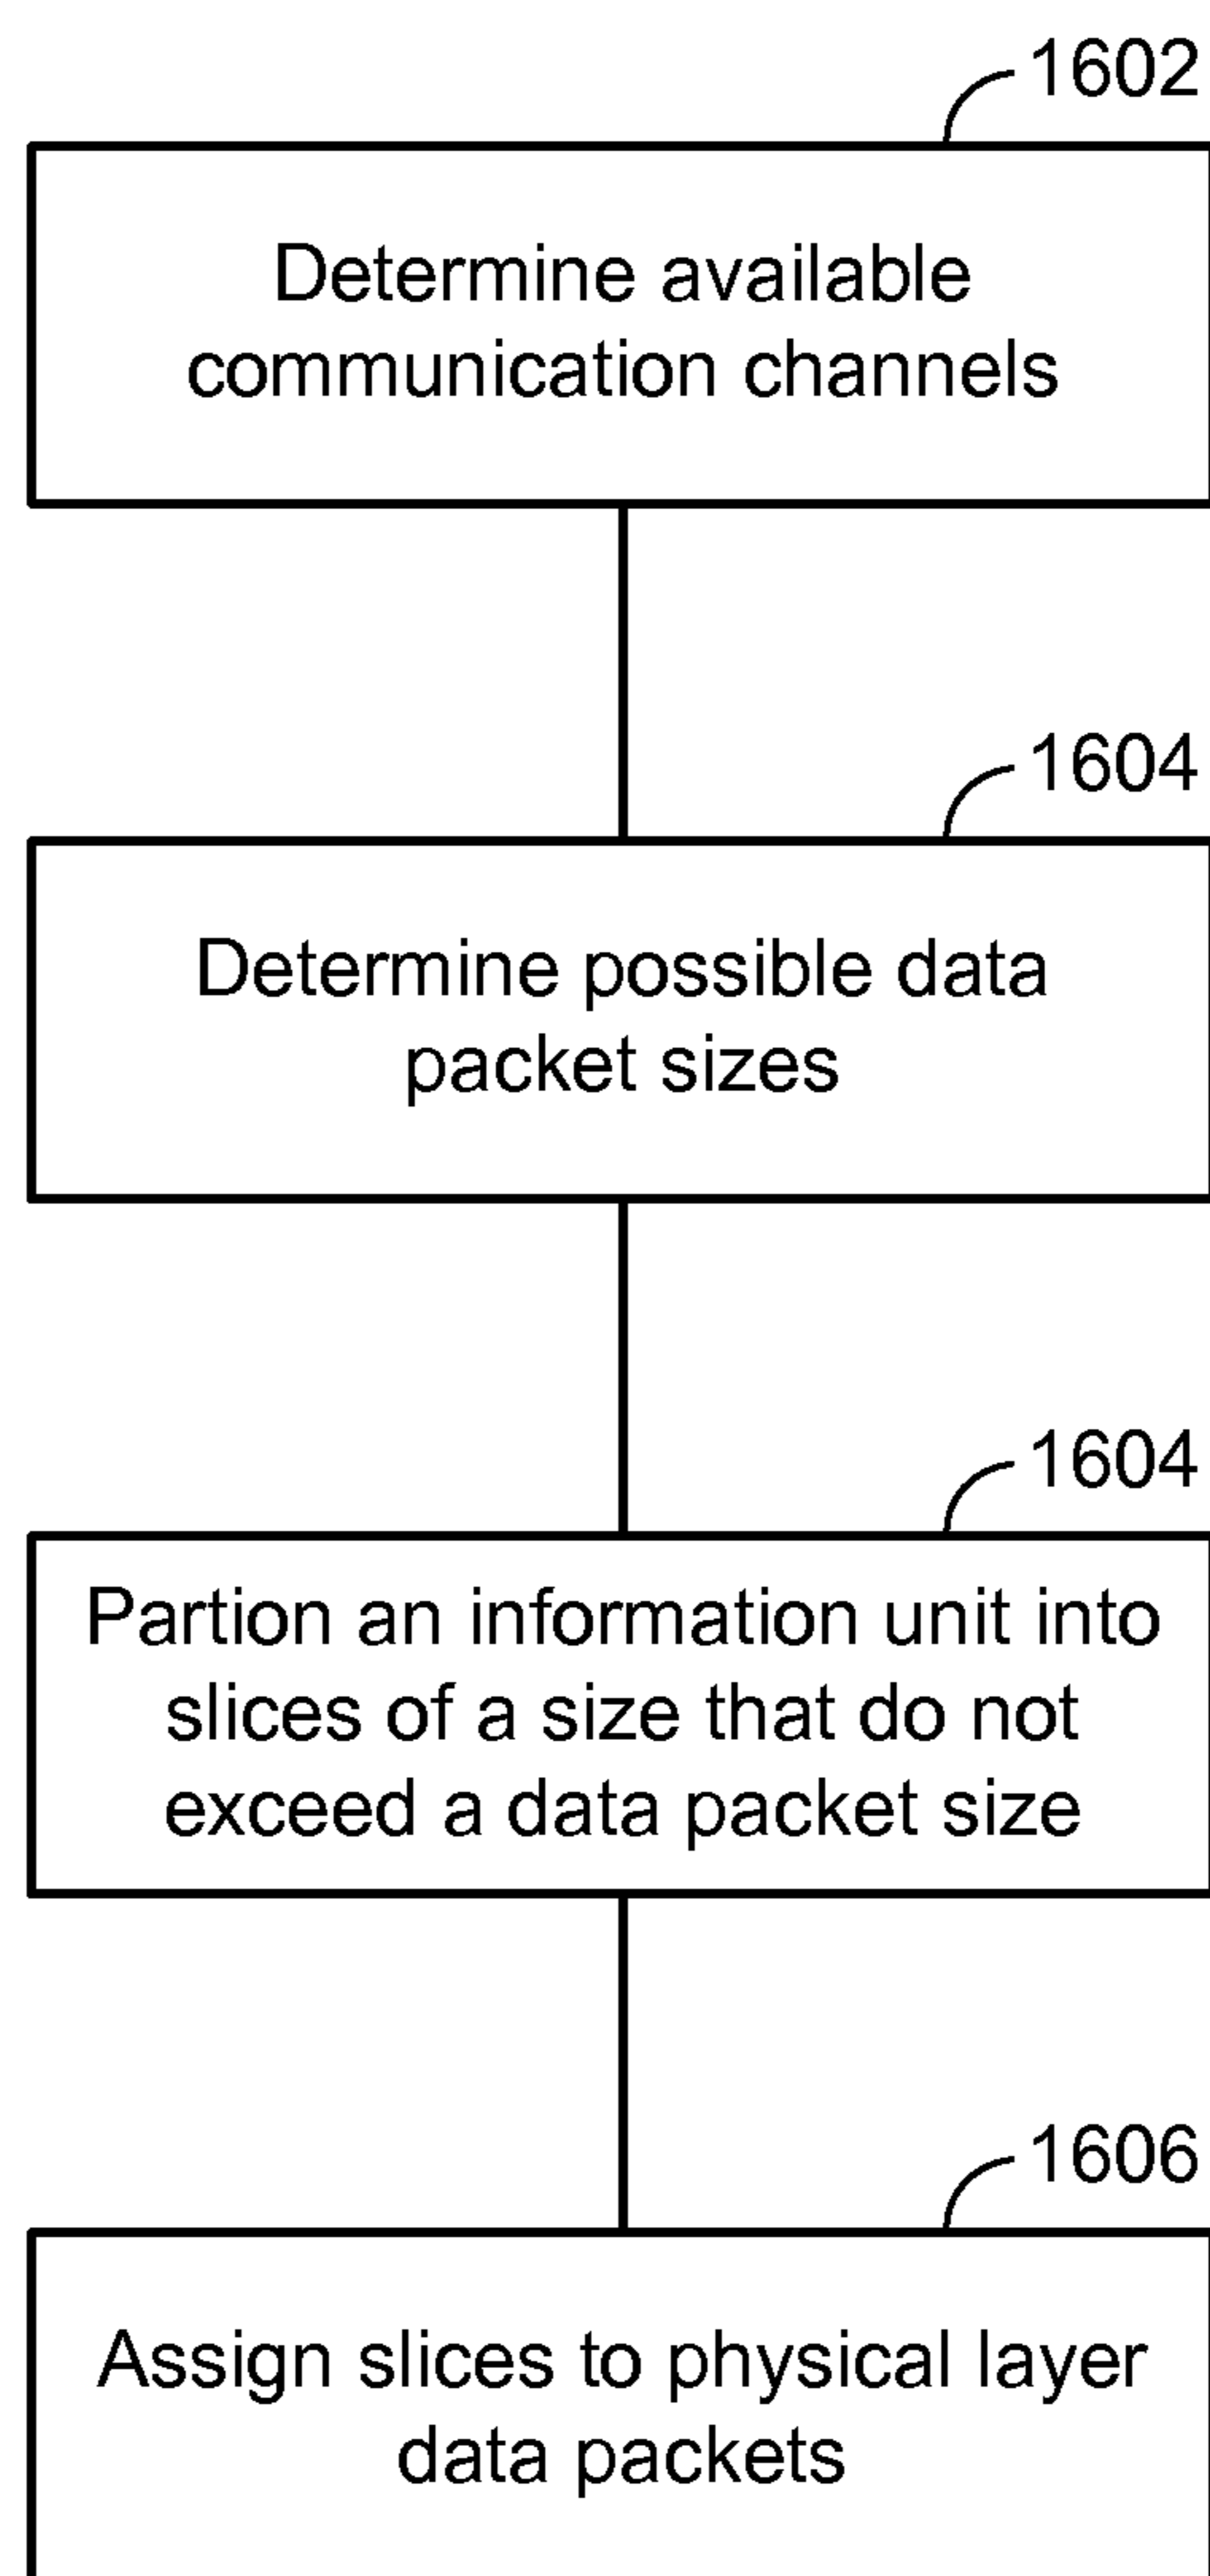 1602
Determine available
communication channels
1604
Determine possible data
packet sizes
1604
Partion an information unit into
slices of a size that do not
exceed a data packet size
1606
Assign slices to physical layer
data packets